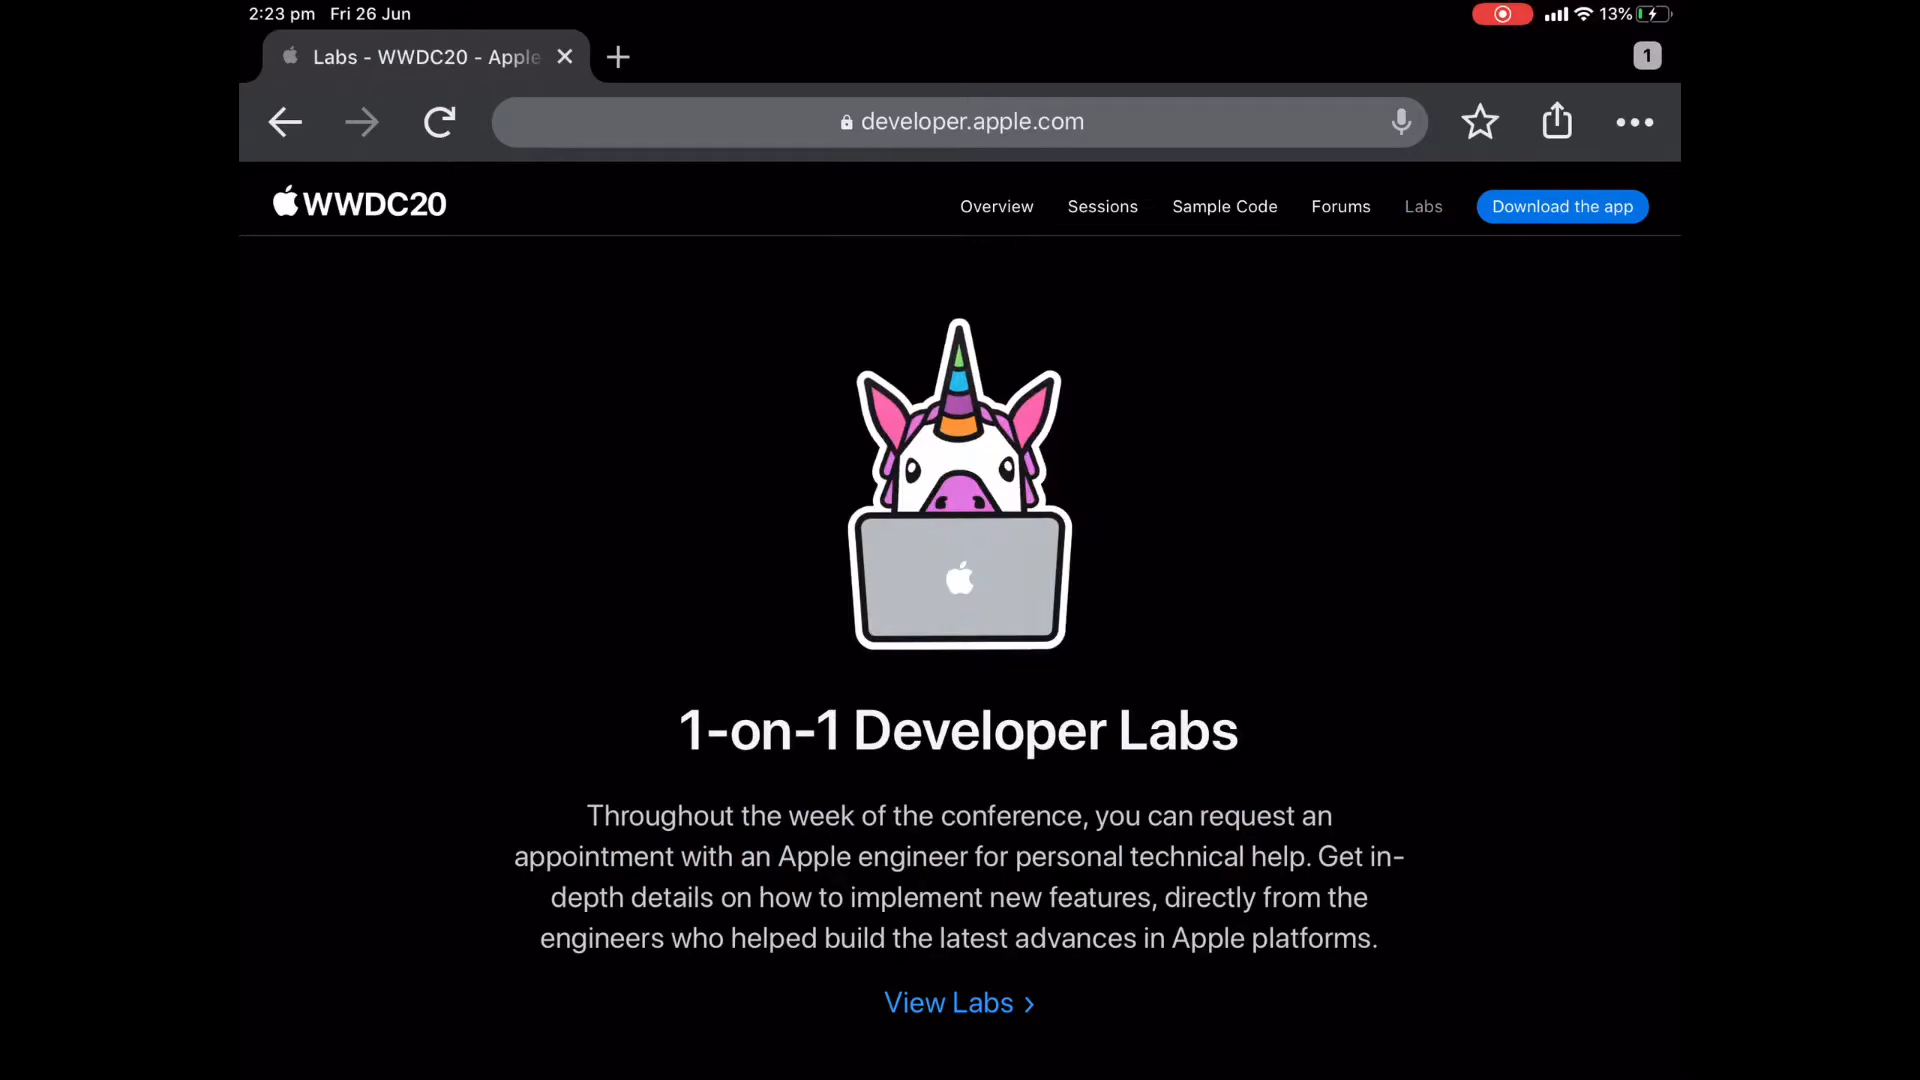 2:23 pm Fri 26 Jun
13%
Labs - WWDC20 - Apple
1
developer.apple.com
WWDC20
Overview Sessions Sample Code Forums Labs Download the app
1-on-1 Developer Labs
Throughout the week of the conference, you can request an
appointment with an Apple engineer for personal technical help. Get in-
depth details on how to implement new features, directly from the
engineers who helped build the latest advances in Apple platforms.
View Labs >